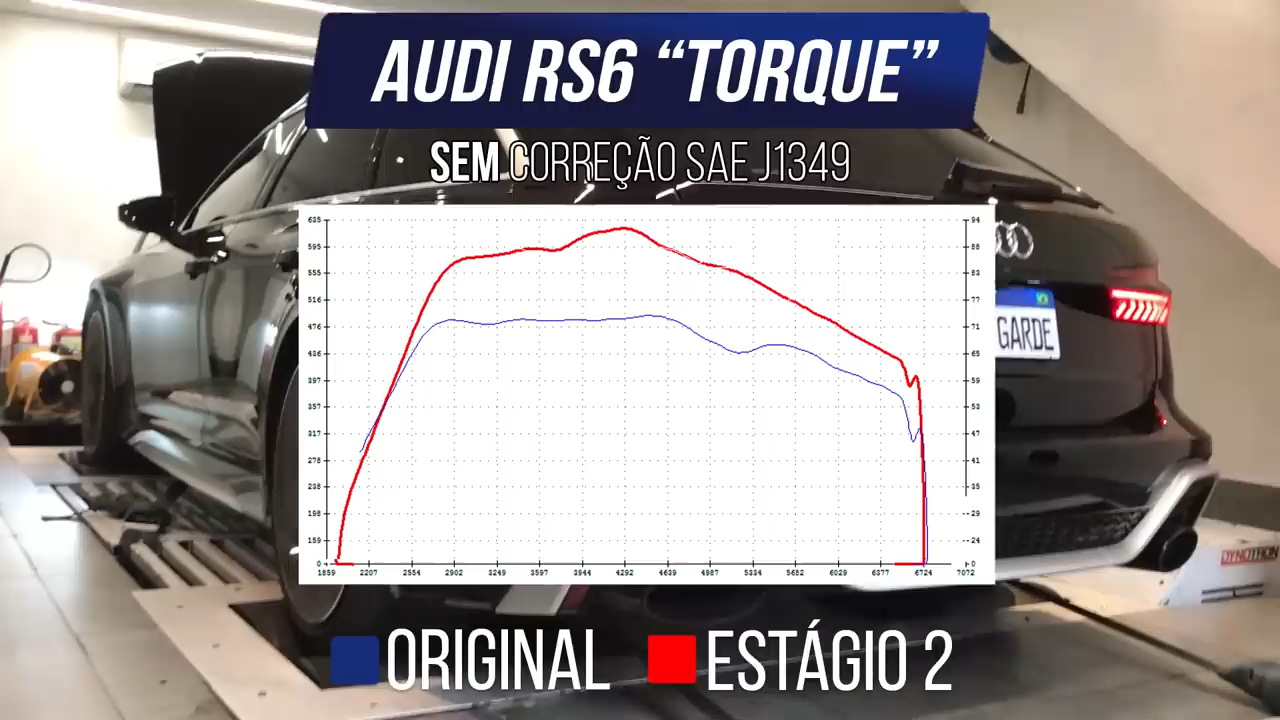 AUDI RS6 “TORQUE”
SEM CORREÇÃO SAE J1349
635 94
595 88
555 83
516 77
476 71
436 65
397 59
357 53
317 47
278 41
238 35
198 29
159 24
0 0
1859 2207 2554 2902 3249 3597 3944 4292 4639 4987 5334 5682 6029 6377 6724 7072
GARDE
DYNOTRON
ORIGINAL ESTÁGIO 2